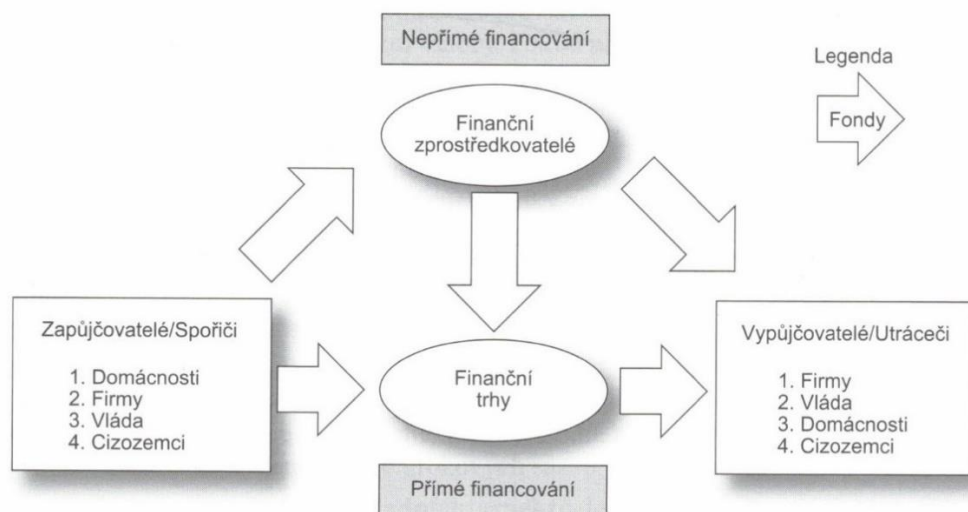 Nepřímé financování
Legenda
Fondy
Finanční
zprostředkovatelé
Zapůjčovatelé/Spořiči
1. Domácnosti
2. Firmy
3. Vláda
4. Cizozemci
Finanční
trhy
Vypůjčovatelé/Utráceči
1. Firmy
2. Vláda
3. Domácnosti
4. Cizozemci
Přímé financování